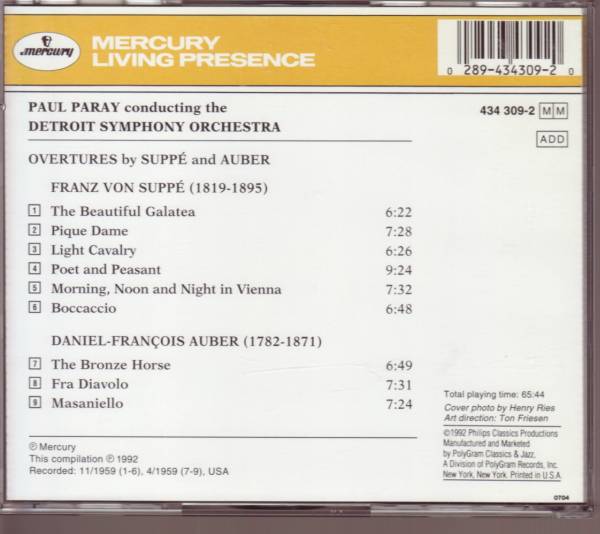 mercury
MERCURY
LIVING PRESENCE
0 289-434309-2 0
PAUL PARAY conducting the
DETROIT SYMPHONY ORCHESTRA
434 309-2 MM
ADD
OVERTURES by SUPPÉ and AUBER
FRANZ VON SUPPÉ (1819-1895)
1 The Beautiful Galatea 6:22
2 Pique Dame 7:28
3 Light Cavalry 6:26
4 Poet and Peasant 9:24
5 Morning, Noon and Night in Vienna 7:32
6 Boccaccio 6:48
DANIEL-FRANÇOIS AUBER (1782-1871)
7 The Bronze Horse 6:49
8 Fra Diavolo 7:31
9 Masaniello 7:24
Total playing time: 65:44
Cover photo by Henry Ries
Art direction: Ton Friesen
℗ Mercury
This compilation ℗ 1992
Recorded: 11/1959 (1-6), 4/1959 (7-9), USA
©1992 Philips Classics Productions
Manufactured and Marketed
by PolyGram Classics & Jazz,
A Division of PolyGram Records, Inc.
New York, New York. Printed in U.S.A.
0704